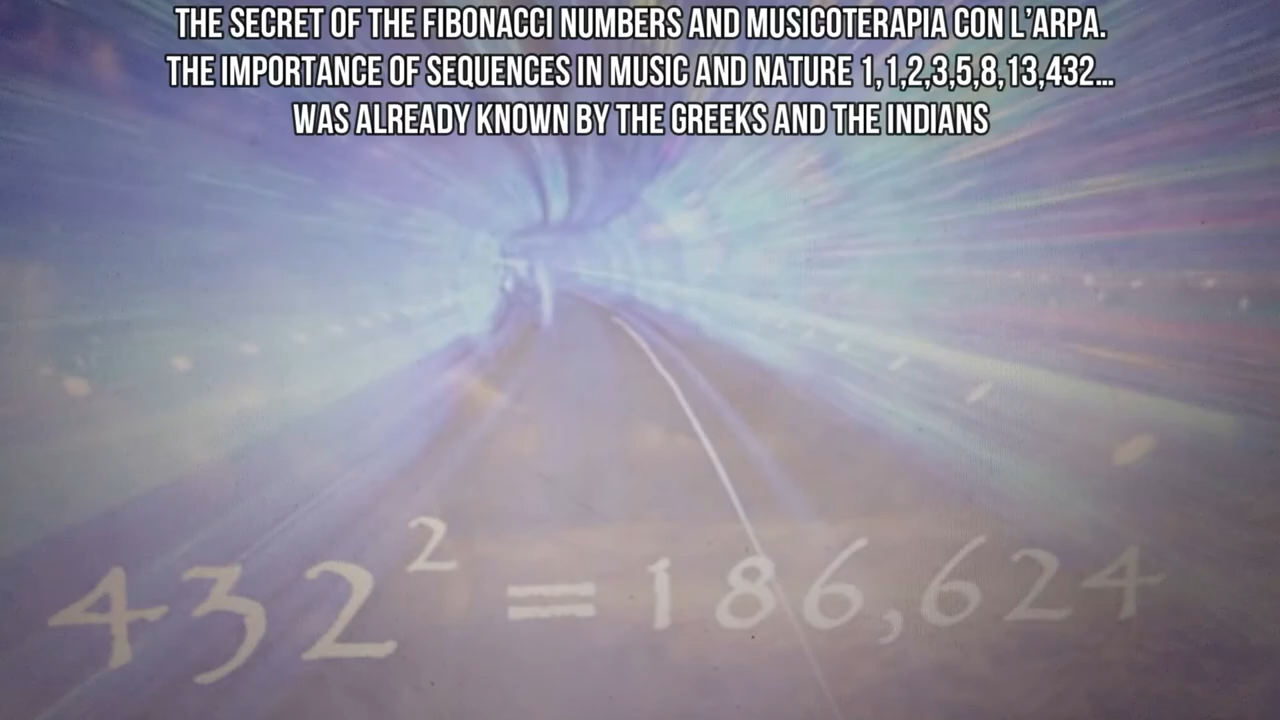 THE SECRET OF THE FIBONACCI NUMBERS AND MUSICOTERAPIA CON L'ARPA.
THE IMPORTANCE OF SEQUENCES IN MUSIC AND NATURE 1,1,2,3,5,8,13,432...
WAS ALREADY KNOWN BY THE GREEKS AND THE INDIANS
432² = 186,624